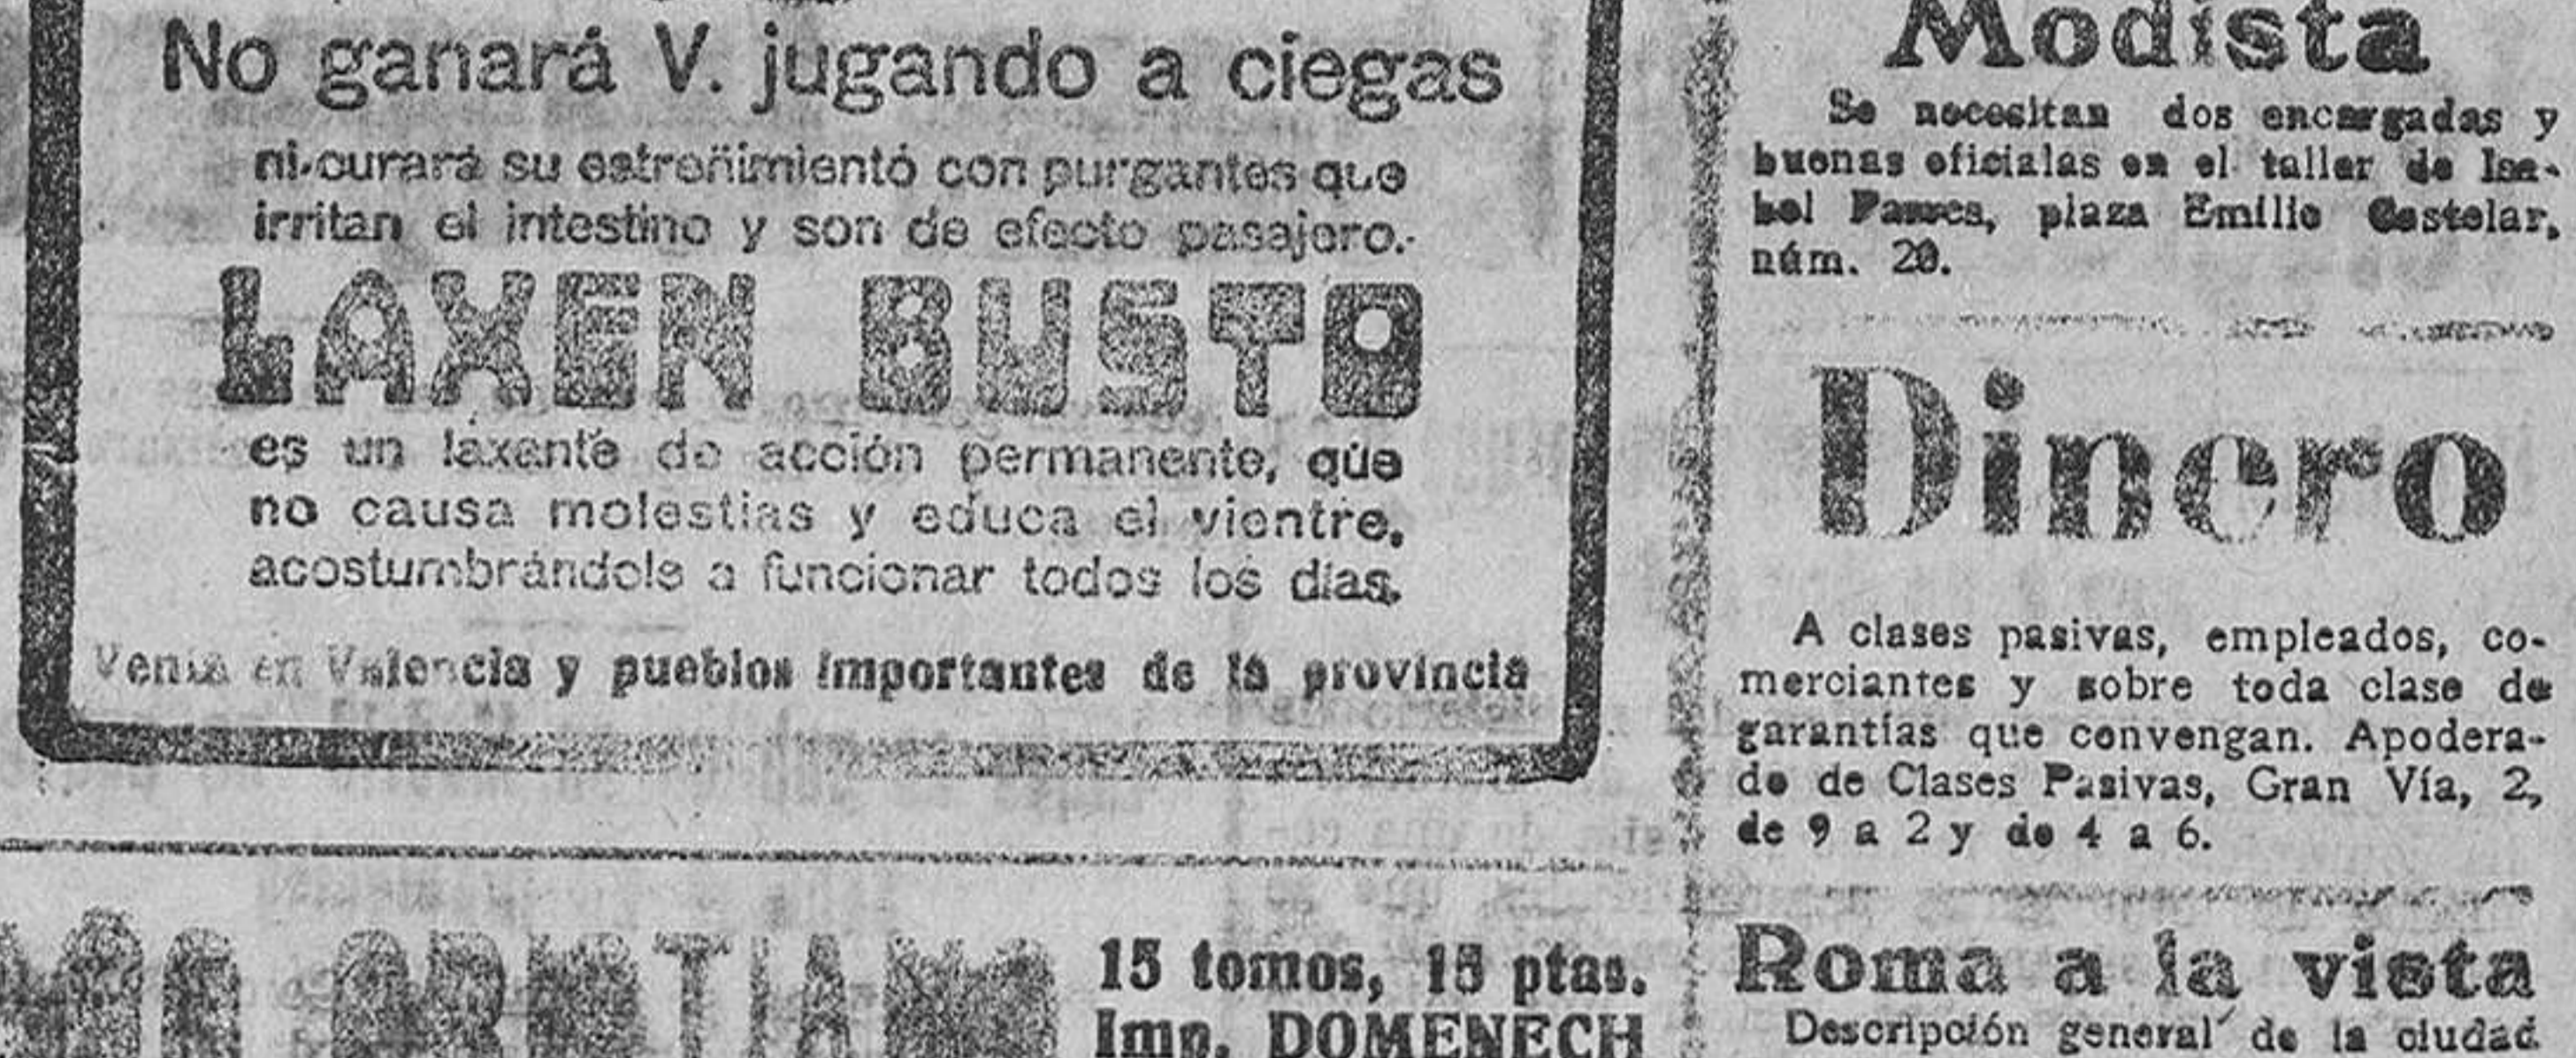 No ganará V. jugando a ciegas
ni curará su estreñimiento con purgantes que
irritan el intestino y son de efecto pasajero.
LAXEN BUSTO
es un laxante de acción permanente, que
no causa molestias y educa el vientre,
acostumbrándole a funcionar todos los días.
Venta en Valencia y pueblos importantes de la provincia
15 tomos, 15 ptas.
Imp. DOMENECH
Modista
Se necesitan dos encargadas y
buenas oficialas en el taller de Isa-
bel plaza Emilio Castelar,
núm. 20.
Dinero
A clases pasivas, empleados, co-
merciantes y sobre toda clase de
garantías que convengan. Apodera-
do de Clases Pasivas, Gran Vía, 2,
de 9 a 2 y de 4 a 6.
Roma a la vista
Descripción general de la ciudad